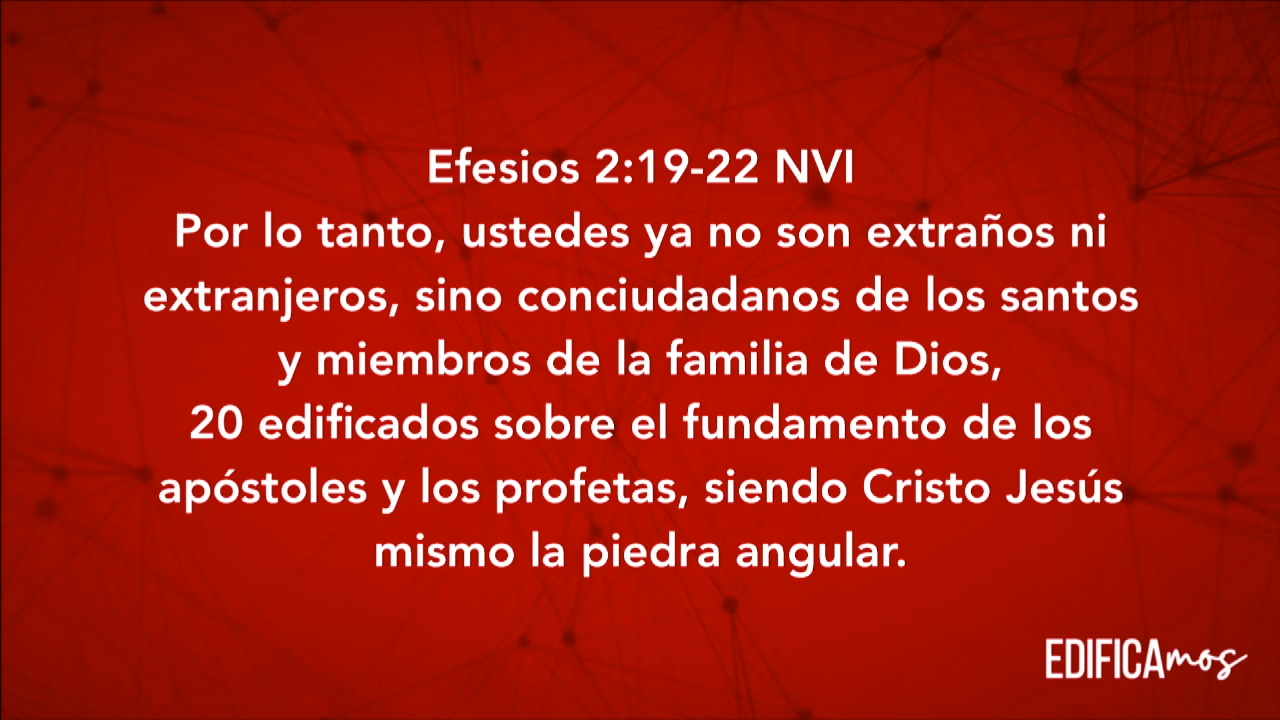 Efesios 2:19-22 NVI
Por lo tanto, ustedes ya no son extraños ni
extranjeros, sino conciudadanos de los santos
y miembros de la familia de Dios,
20 edificados sobre el fundamento de los
apóstoles y los profetas, siendo Cristo Jesús
mismo la piedra angular.
EDIFICAmos